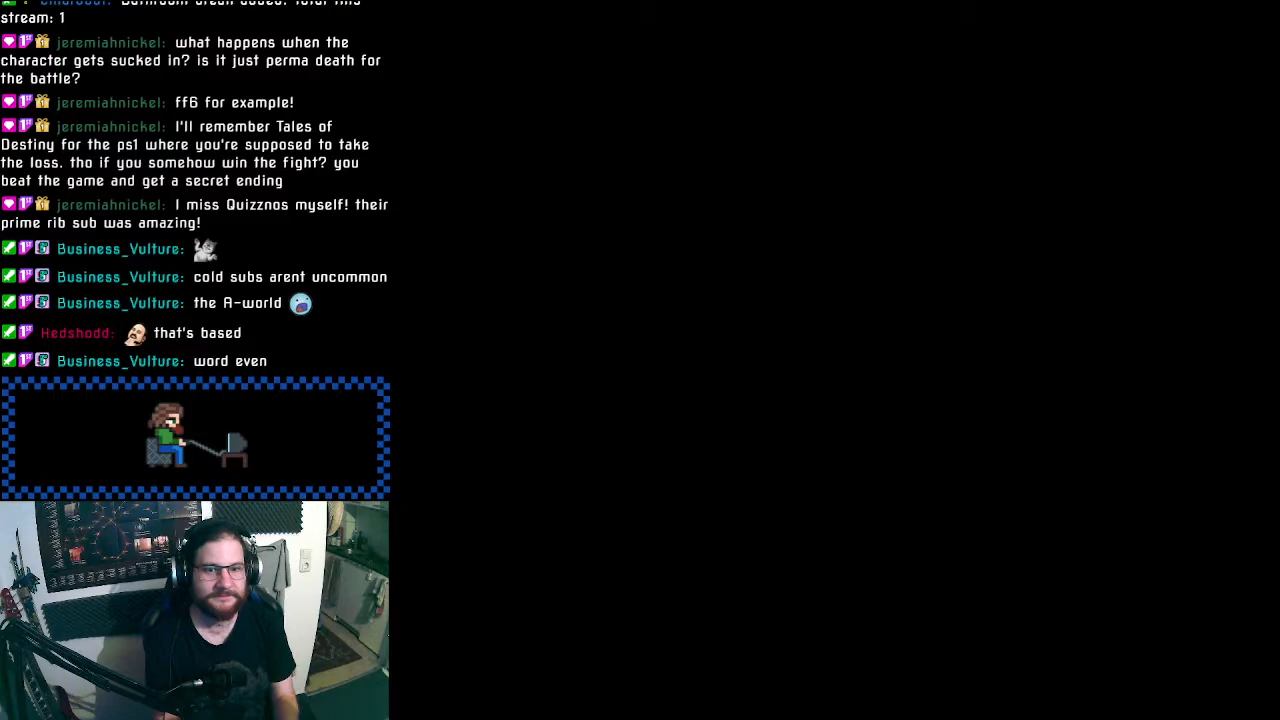 stream: 1
jeremiahnickel: what happens when the
character gets sucked in? is it just perma death for
the battle?
jeremiahnickel: ff6 for example!
jeremiahnickel: I'll remember Tales of
Destiny for the ps1 where you're supposed to take
the loss. tho if you somehow win the fight? you
beat the game and get a secret ending
jeremiahnickel: I miss Quizznos myself! their
prime rib sub was amazing!
Business_Vulture:
Business_Vulture: cold subs arent uncommon
Business_Vulture: the A-world
Hedshodd: that's based
Business_Vulture: word even